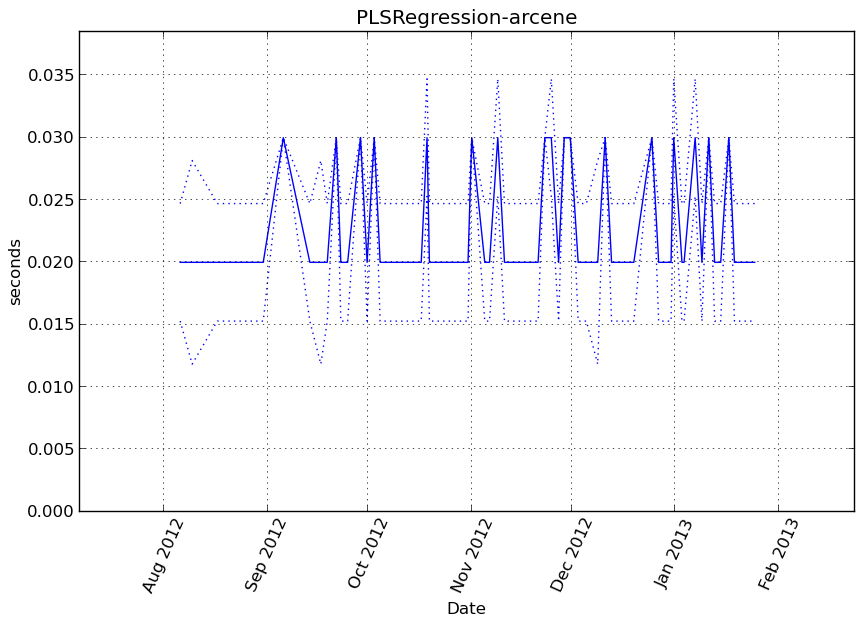 PLSRegression-arcene
0.035
0.030
0.025
0.020
0.015
0.010
0.005
0.000
seconds
Aug 2012
Sep 2012
Oct 2012
Nov 2012
Dec 2012
Jan 2013
Feb 2013
Date